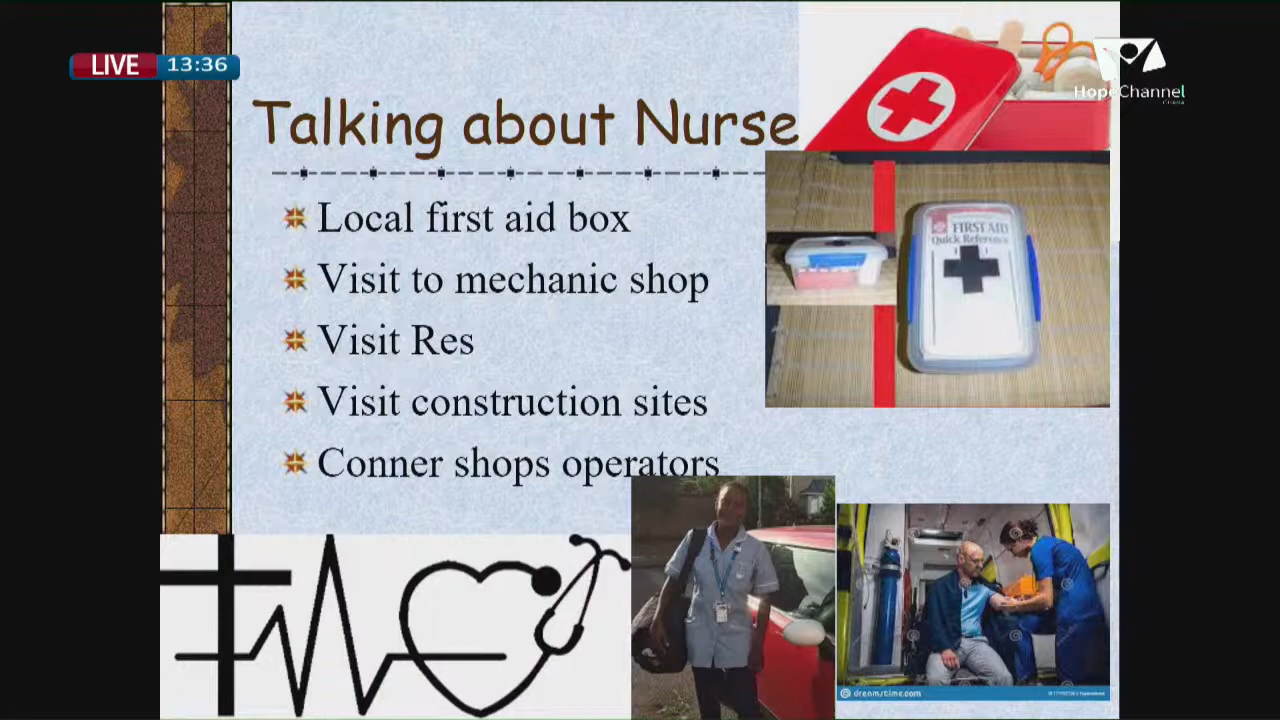 LIVE 13:36
HopeChannel
Talking about Nurse
Local first aid box
Visit to mechanic shop
Visit Res
Visit construction sites
Conner shops operators
FIRST AID
Quick Reference
dreamstime.com